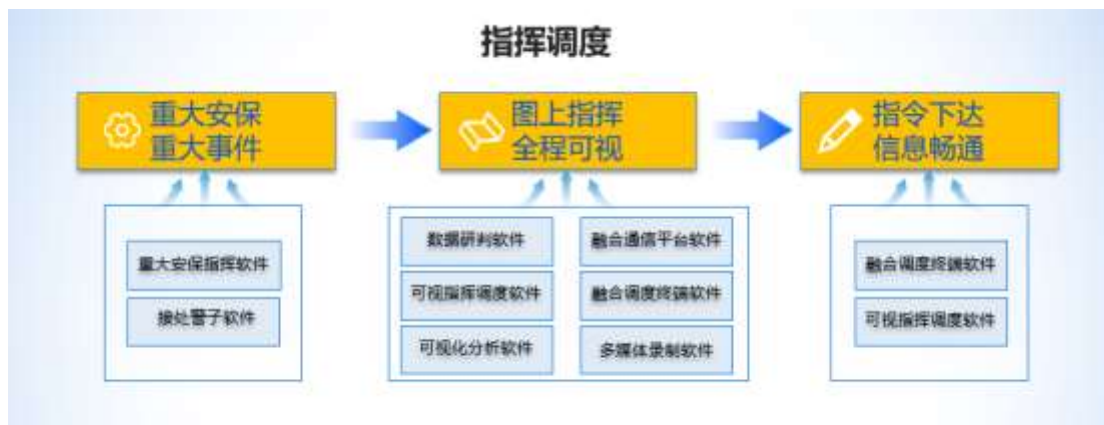 指挥调度
重大安保
重大事件
图上指挥
全程可视
指令下达
信息畅通
重大安保指挥软件
接处警子软件
数据研判软件
融合通信平台软件
可视指挥调度软件
融合调度终端软件
可视化分析软件
多媒体录制软件
融合调度终端软件
可视指挥调度软件